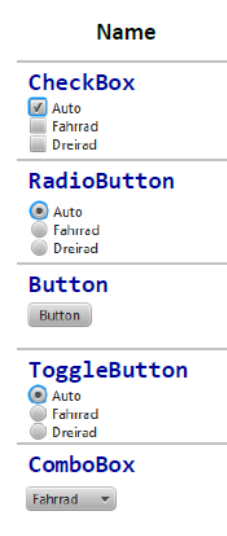 Name
CheckBox
Auto
Fahrrad
Dreirad
RadioButton
Auto
Fahrrad
Dreirad
Button
Button
ToggleButton
Auto
Fahrrad
Dreirad
ComboBox
Fahrrad